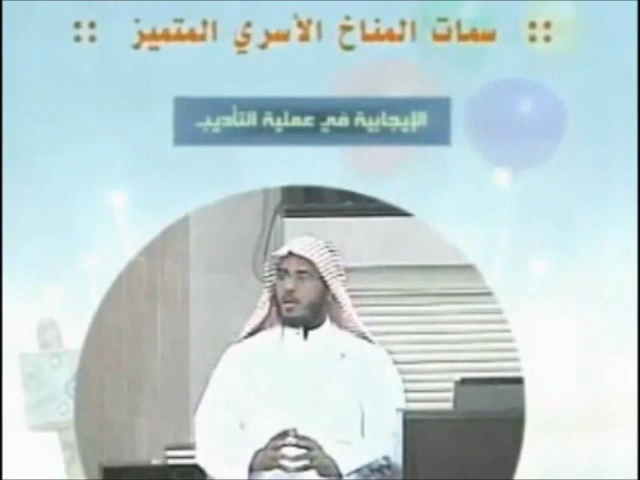 :: سمات المناخ الأسري المتميز ::
الإيجابية في عملية التأديب